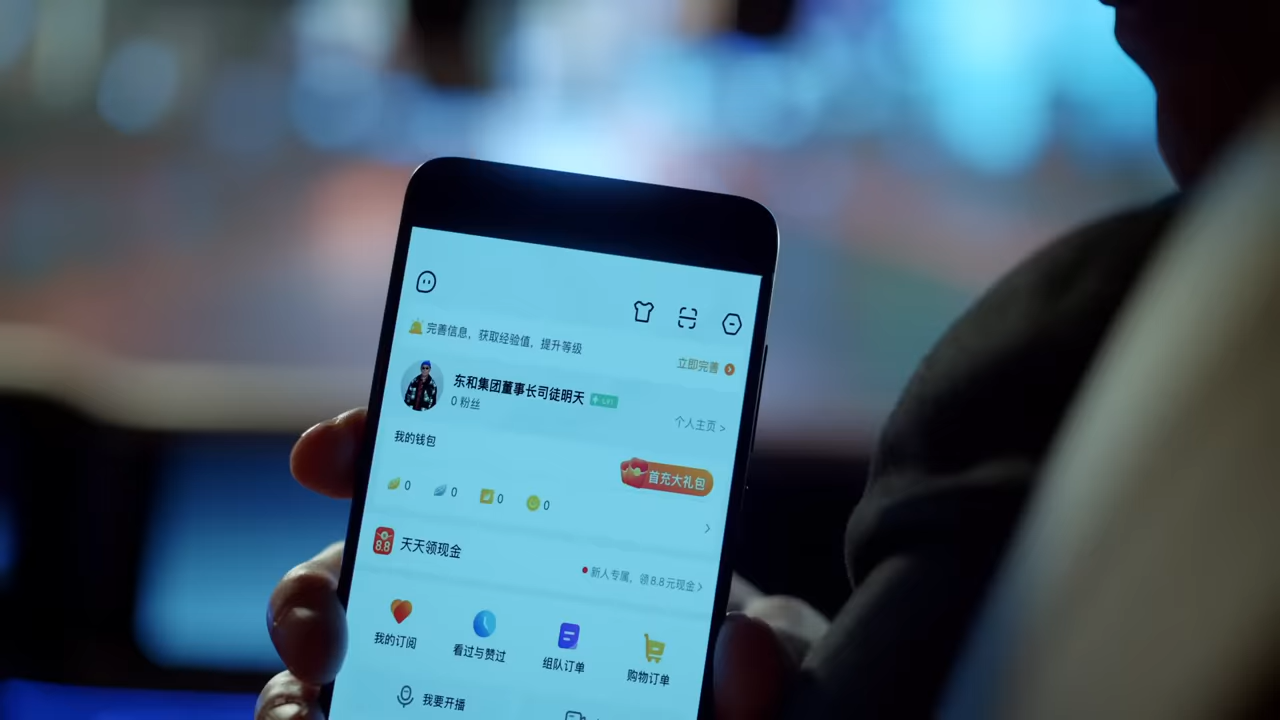 完善信息，获取经验值，提升等级
立即完善
东和集团董事长司徒明天
0 粉丝
个人主页 >
我的钱包
首充大礼包
0 0 0 0
8.8 天天领现金
新人专属，领8.8元现金
我的订阅 看过与赞过 组队订单 购物订单
我要开播